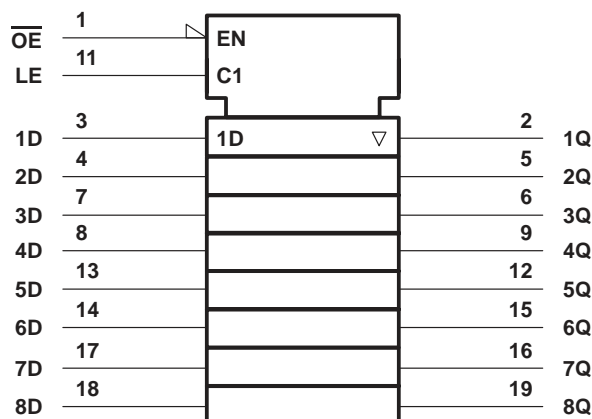 1
OE EN
11
LE C1
3 2
1D 1D 1Q
4 5
2D 2Q
7 6
3D 3Q
8 9
4D 4Q
13 12
5D 5Q
14 15
6D 6Q
17 16
7D 7Q
18 19
8D 8Q